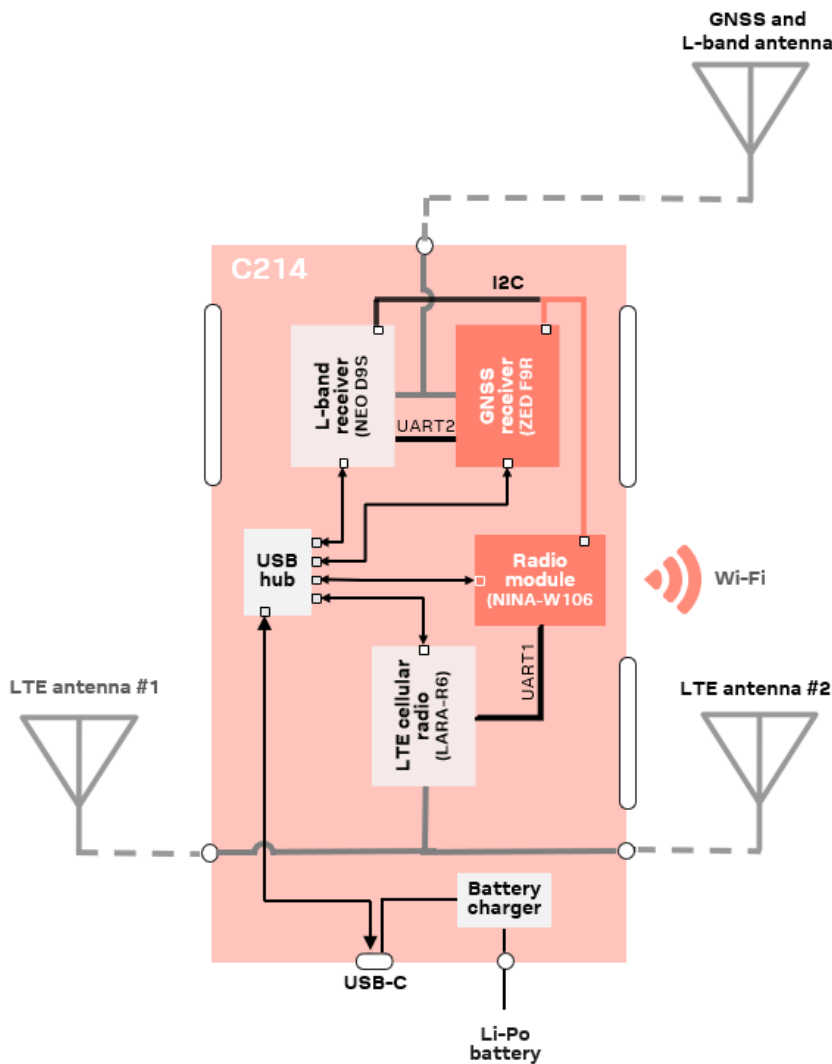 GNSS and
L-band antenna
C214
I2C
L-band
receiver
(NEO D9S
GNSS
receiver
(ZED F9R
UART2
USB
hub
Radio
module
(NINA-W106
Wi-Fi
UART1
LTE cellular
radio
(LARA-R6)
LTE antenna #1
LTE antenna #2
Battery
charger
USB-C
Li-Po
battery